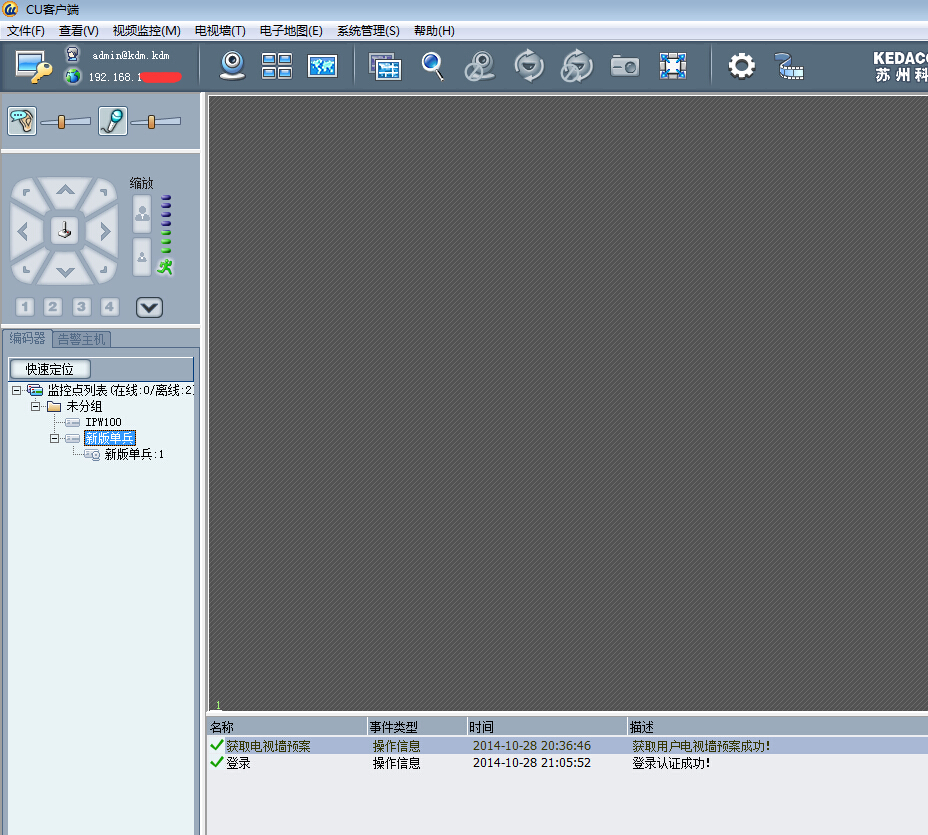 CU客户端
文件(F) 查看(V) 视频监控(M) 电视墙(T) 电子地图(E) 系统管理(S) 帮助(H)
admin@kdm.kdm
192.168.1
KEDAC
苏州科
缩放
1 2 3 4
编码器 告警主机
快速定位
监控点列表(在线:0/离线:2)
未分组
IPW100
新版单兵
新版单兵:1
1
名称 事件类型 时间 描述
获取电视墙预案 操作信息 2014-10-28 20:36:46 获取用户电视墙预案成功!
登录 操作信息 2014-10-28 21:05:52 登录认证成功!